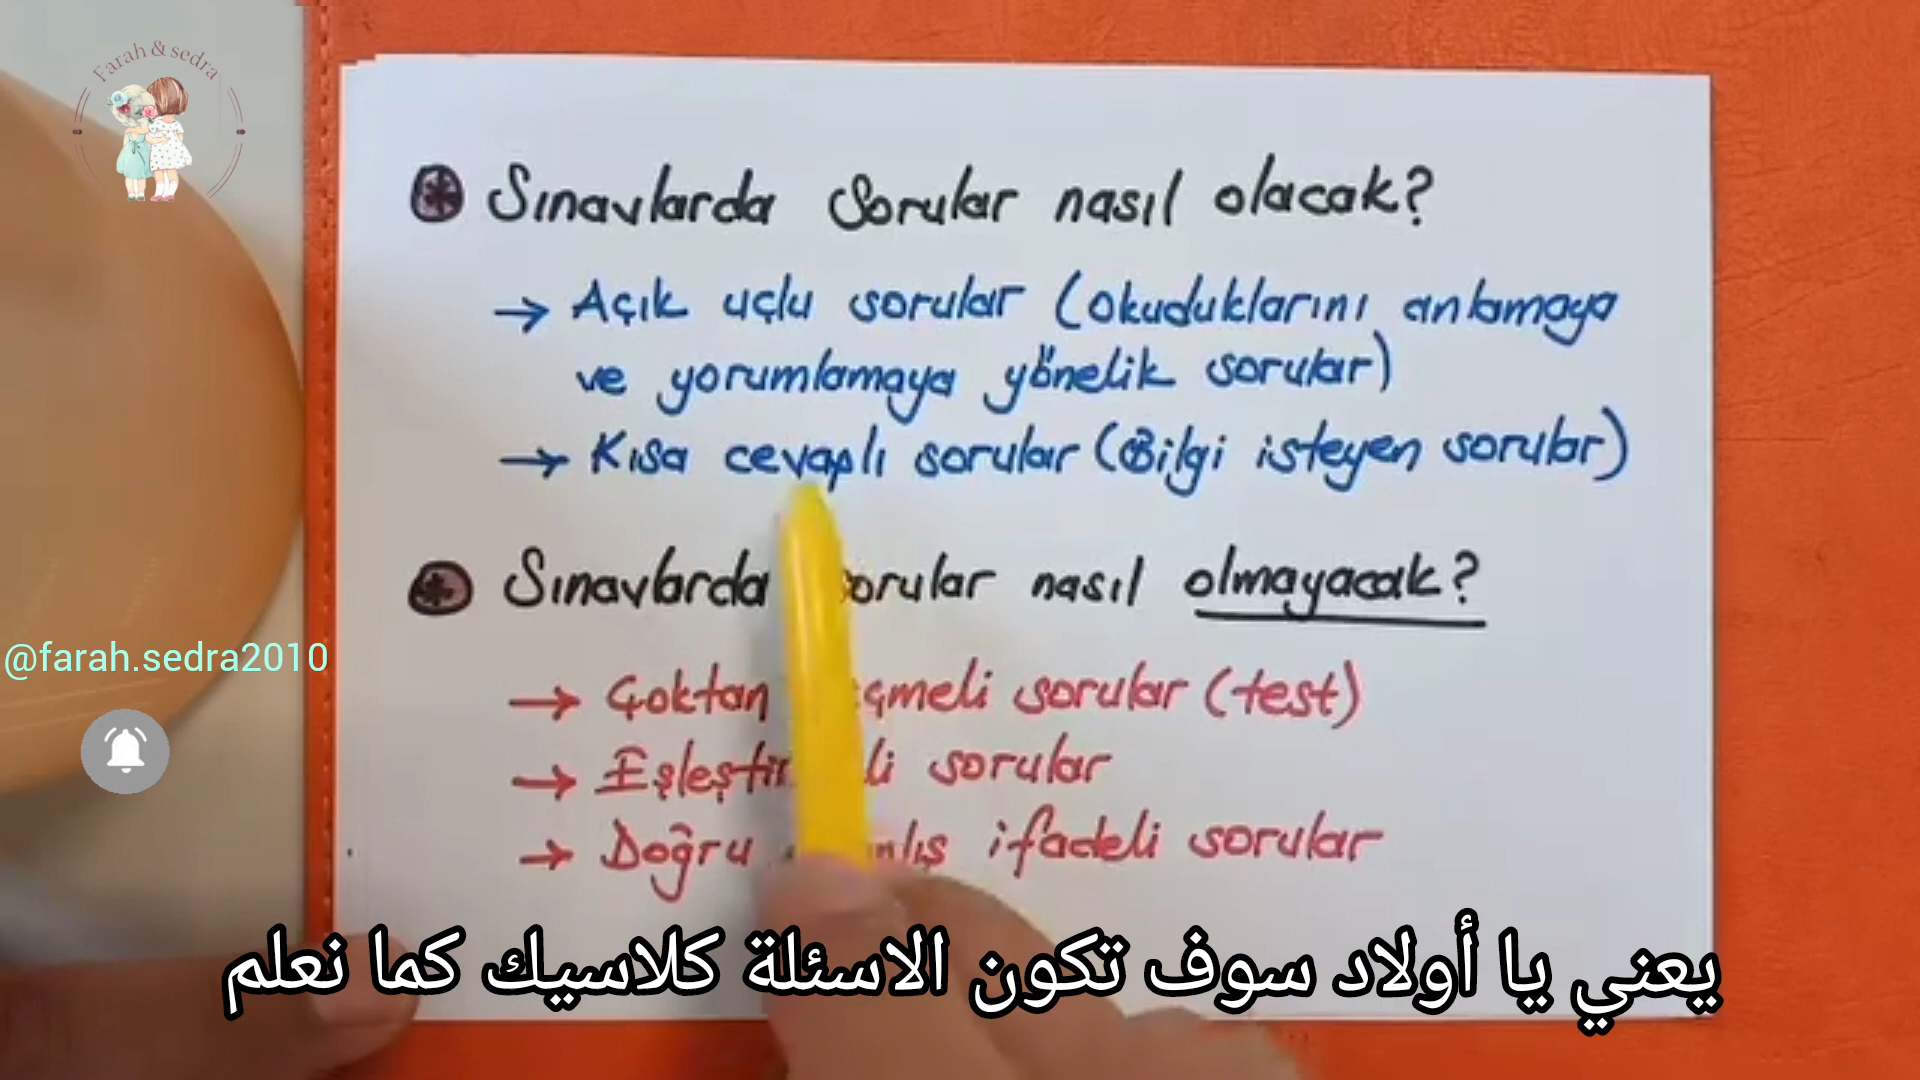 Farah & sedra
Sınavlarda Sorular nasıl olacak?
→ Açık uçlu sorular (okuduklarını anlamaya
ve yorumlamaya yönelik sorular)
→ Kısa cevaplı sorular (Bilgi isteyen sorular)
Sınavlarda sorular nasıl olmayacak?
@farah.sedra2010
→ Çoktan çmeli sorular (test)
→ Eşleştir li sorular
→ Doğru nlış ifadeli sorular
يعني يا أولاد سوف تكون الاسئلة كلاسيك كما نعلم